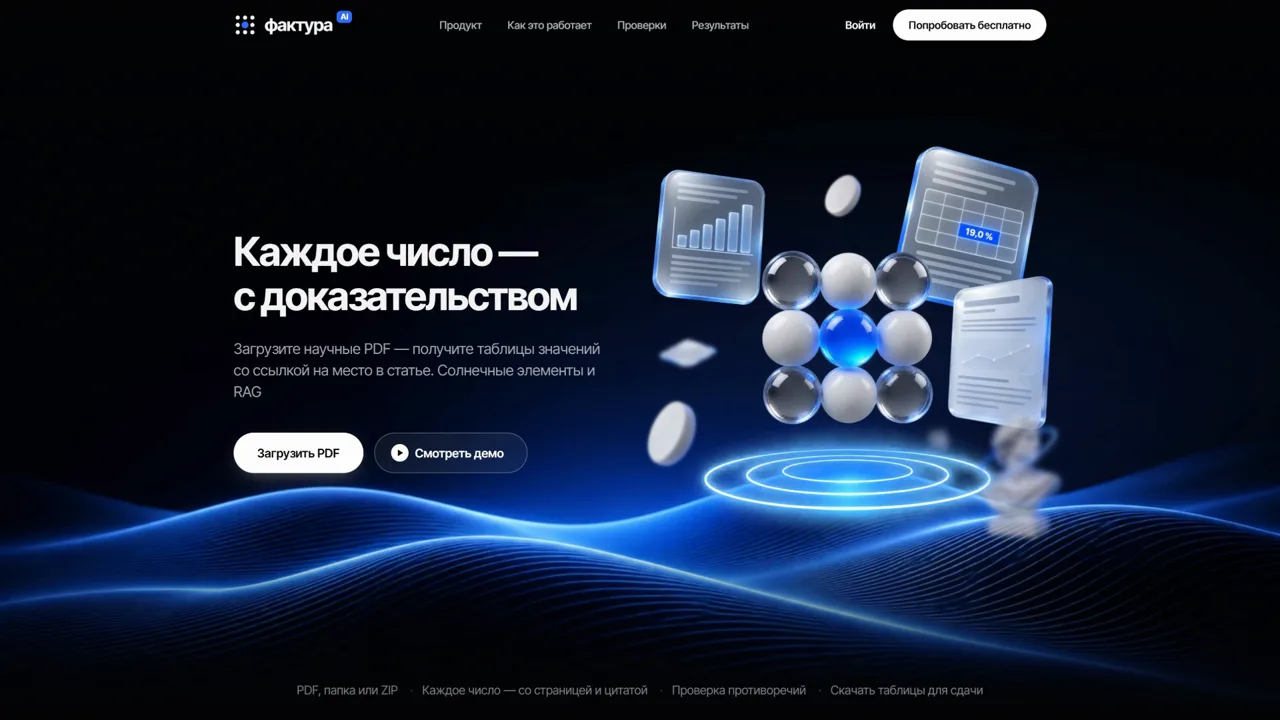 фактура AI
Продукт
Как это работает
Проверки
Результаты
Войти
Попробовать бесплатно
19,0 %
Каждое число —
с доказательством
Загрузите научные PDF — получите таблицы значений
со ссылкой на место в статье. Солнечные элементы и
RAG
Загрузить PDF
Смотреть демо
PDF, папка или ZIP · Каждое число — со страницей и цитатой · Проверка противоречий · Скачать таблицы для сдачи